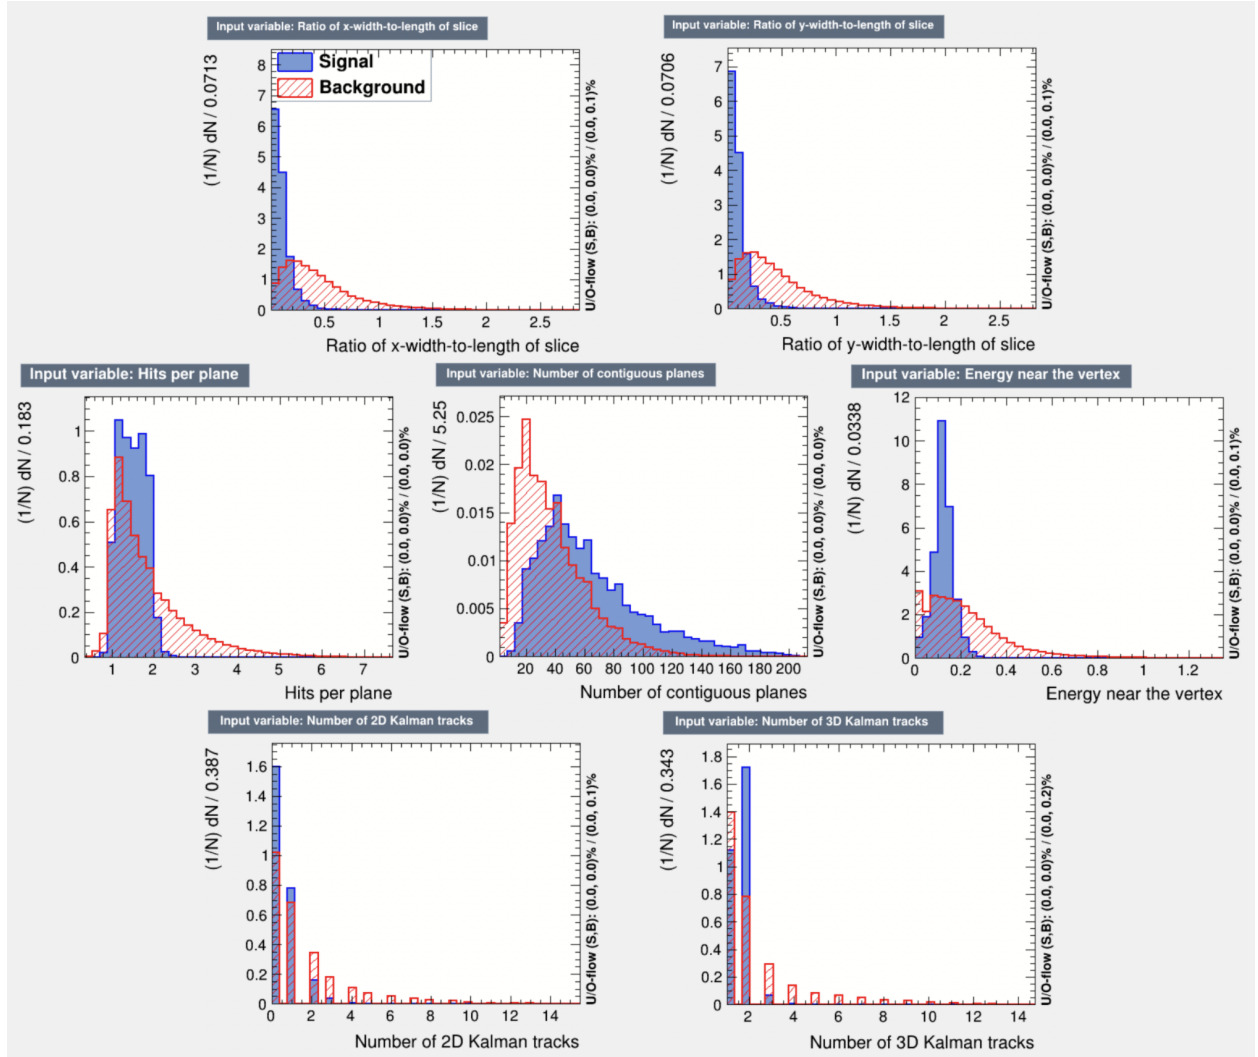 Input variable: Ratio of x-width-to-length of slice
(1/N) dN / 0.0713
8
7
6
5
4
3
2
1
0
Signal
Background
0.5 1 1.5 2 2.5
Ratio of x-width-to-length of slice
U/O-flow (S,B): (0.0, 0.0)% / (0.0, 0.1)%
Input variable: Ratio of y-width-to-length of slice
(1/N) dN / 0.0706
7
6
5
4
3
2
1
0
0.5 1 1.5 2 2.5
Ratio of y-width-to-length of slice
U/O-flow (S,B): (0.0, 0.0)% / (0.0, 0.1)%
Input variable: Hits per plane
(1/N) dN / 0.183
1
0.8
0.6
0.4
0.2
0
1 2 3 4 5 6 7
Hits per plane
U/O-flow (S,B): (0.0, 0.0)% / (0.0, 0.0)%
Input variable: Number of contiguous planes
(1/N) dN / 5.25
0.025
0.02
0.015
0.01
0.005
0
20 40 60 80 100 120 140 160 180 200
Number of contiguous planes
U/O-flow (S,B): (0.0, 0.0)% / (0.0, 0.0)%
Input variable: Energy near the vertex
(1/N) dN / 0.0338
12
10
8
6
4
2
0
0 0.2 0.4 0.6 0.8 1 1.2
Energy near the vertex
U/O-flow (S,B): (0.0, 0.0)% / (0.0, 0.1)%
Input variable: Number of 2D Kalman tracks
(1/N) dN / 0.387
1.6
1.4
1.2
1
0.8
0.6
0.4
0.2
0
0 2 4 6 8 10 12 14
Number of 2D Kalman tracks
U/O-flow (S,B): (0.0, 0.0)% / (0.0, 0.1)%
Input variable: Number of 3D Kalman tracks
(1/N) dN / 0.343
1.8
1.6
1.4
1.2
1
0.8
0.6
0.4
0.2
0
2 4 6 8 10 12 14
Number of 3D Kalman tracks
U/O-flow (S,B): (0.0, 0.0)% / (0.0, 0.2)%